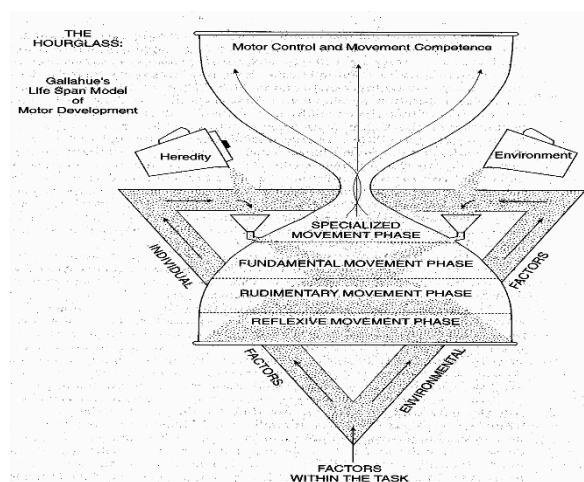 THE
HOURGLASS:
Gallahue's
Life Span Model
of
Motor Development
Motor Control and Movement Competence
Heredity
Environment
SPECIALIZED
MOVEMENT PHASE
FUNDAMENTAL MOVEMENT PHASE
RUDIMENTARY MOVEMENT PHASE
REFLEXIVE MOVEMENT PHASE
INDIVIDUAL
FACTORS
FACTORS
ENVIRONMENTAL
FACTORS
WITHIN THE TASK